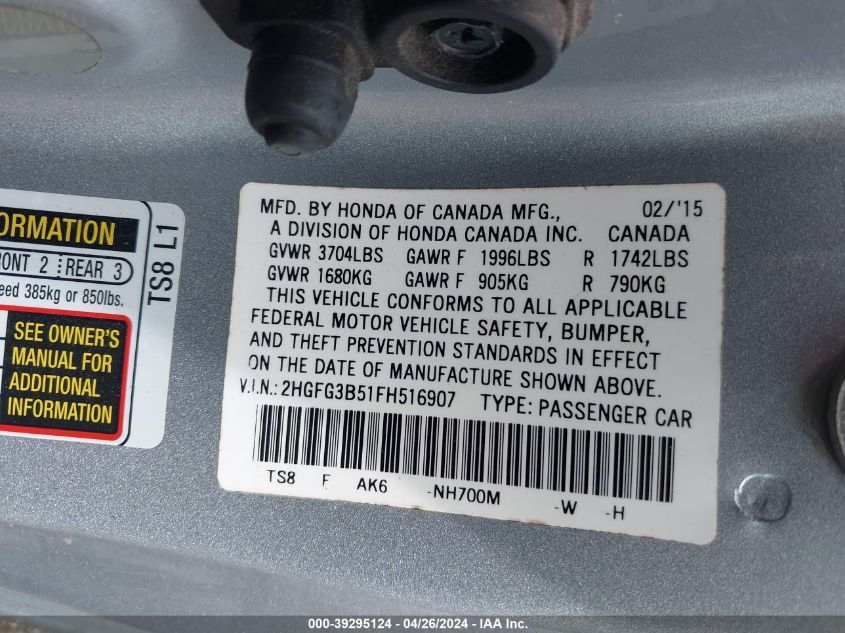 ORMATION
RONT 2 REAR 3
eed 385kg or 850lbs.
SEE OWNER'S
MANUAL FOR
ADDITIONAL
INFORMATION
TS8 L1
MFD. BY HONDA OF CANADA MFG., 02/'15
A DIVISION OF HONDA CANADA INC. CANADA
GVWR 3704LBS GAWR F 1996LBS R 1742LBS
GVWR 1680KG GAWR F 905KG R 790KG
THIS VEHICLE CONFORMS TO ALL APPLICABLE
FEDERAL MOTOR VEHICLE SAFETY, BUMPER,
AND THEFT PREVENTION STANDARDS IN EFFECT
ON THE DATE OF MANUFACTURE SHOWN ABOVE.
V.I.N.: 2HGFG3B51FH516907 TYPE: PASSENGER CAR
TS8 F AK6 -NH700M -W -H
000-39295124 - 04/26/2024 - IAA Inc.